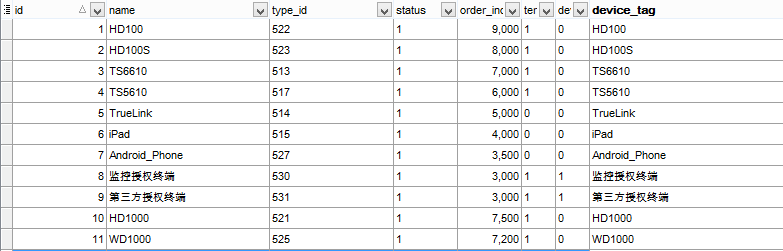 id name type_id status order_inc ter de device_tag
1 HD100 522 1 9,000 1 0 HD100
2 HD100S 523 1 8,000 1 0 HD100S
3 TS6610 513 1 7,000 1 0 TS6610
4 TS5610 517 1 6,000 1 0 TS5610
5 TrueLink 514 1 5,000 0 0 TrueLink
6 iPad 515 1 4,000 0 0 iPad
7 Android_Phone 527 1 3,500 0 0 Android_Phone
8 监控授权终端 530 1 3,000 1 1 监控授权终端
9 第三方授权终端 531 1 3,000 1 1 第三方授权终端
10 HD1000 521 1 7,500 1 0 HD1000
11 WD1000 525 1 7,200 1 0 WD1000